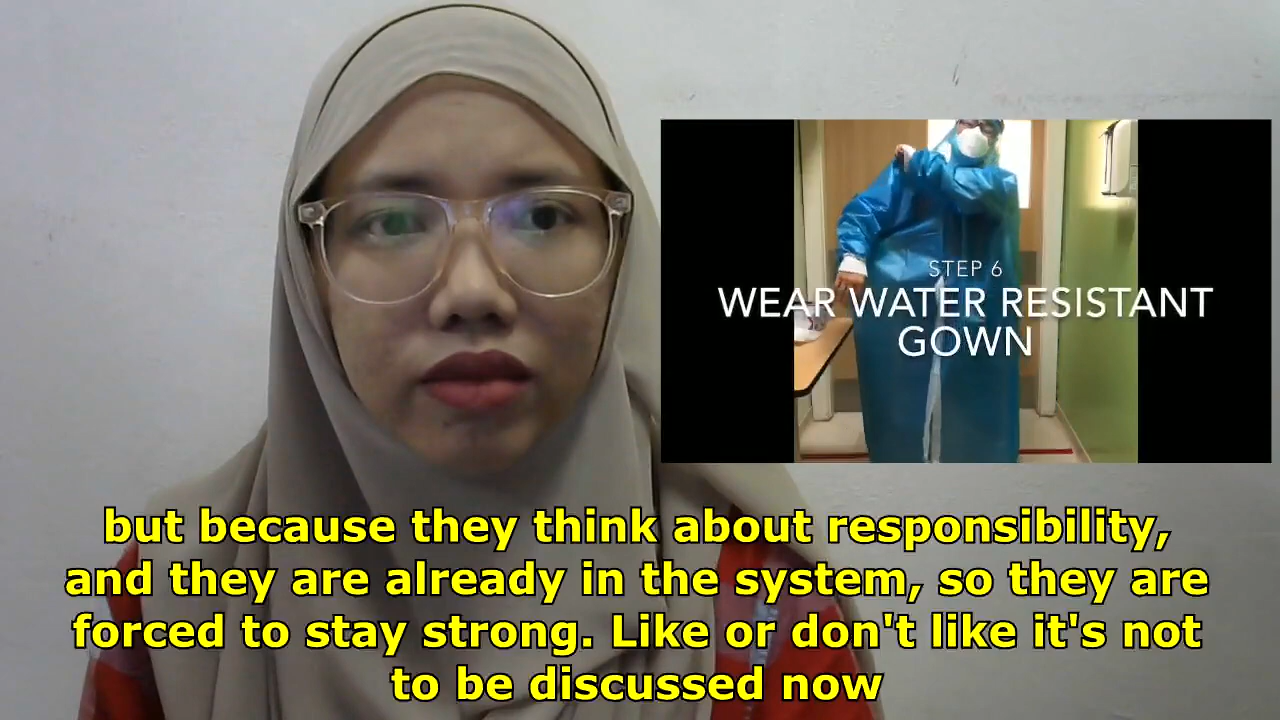 STEP 6
WEAR WATER RESISTANT
GOWN
but because they think about responsibility,
and they are already in the system, so they are
forced to stay strong. Like or don't like it's not
to be discussed now